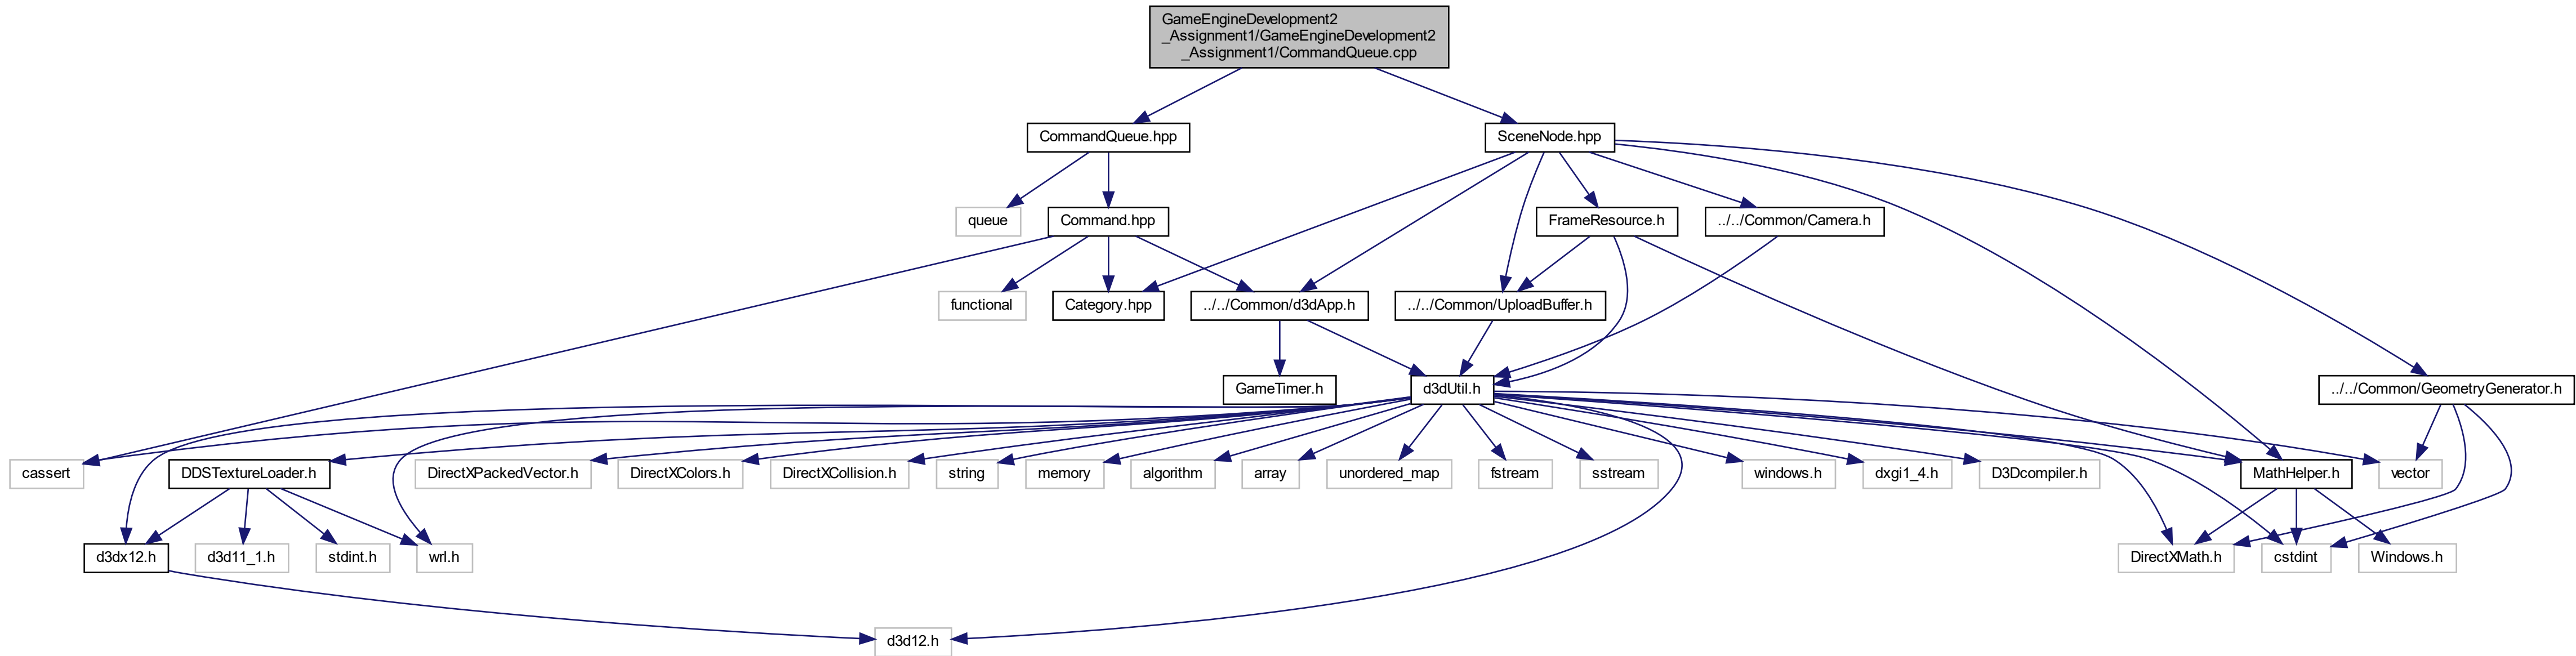 GameEngineDevelopment2
_Assignment1/GameEngineDevelopment2
_Assignment1/CommandQueue.cpp
CommandQueue.hpp
SceneNode.hpp
queue
Command.hpp
FrameResource.h
../../Common/Camera.h
functional
Category.hpp
../../Common/d3dApp.h
../../Common/UploadBuffer.h
GameTimer.h
d3dUtil.h
../../Common/GeometryGenerator.h
cassert
DDSTextureLoader.h
DirectXPackedVector.h
DirectXColors.h
DirectXCollision.h
string
memory
algorithm
array
unordered_map
fstream
sstream
windows.h
dxgi1_4.h
D3Dcompiler.h
MathHelper.h
vector
d3dx12.h
d3d11_1.h
stdint.h
wrl.h
DirectXMath.h
cstdint
Windows.h
d3d12.h